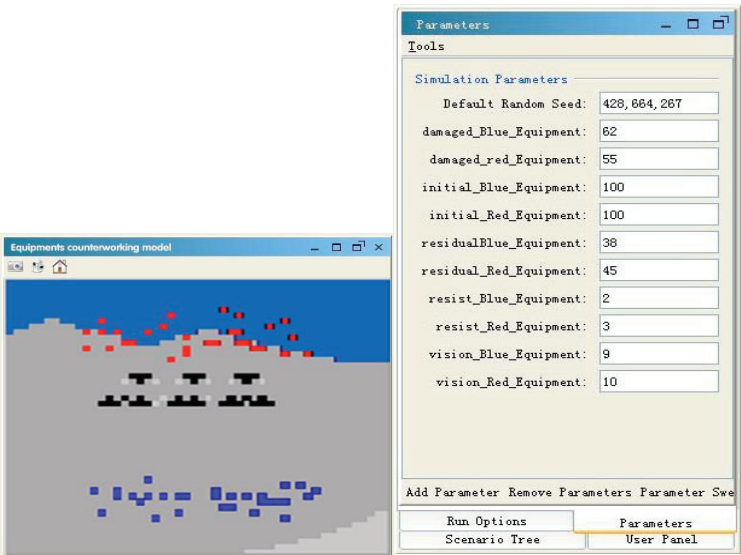 Parameters
Tools
Simulation Parameters
Default Random Seed: 428,664,267
damaged_Blue_Equipment: 62
damaged_red_Equipment: 55
initial_Blue_Equipment: 100
initial_Red_Equipment: 100
residualBlue_Equipment: 38
residual_Red_Equipment: 45
resist_Blue_Equipment: 2
resist_Red_Equipment: 3
vision_Blue_Equipment: 9
vision_Red_Equipment: 10
Add Parameter Remove Parameters Parameter Swe
Run Options Parameters
Scenario Tree User Panel
Equipments counterworking model